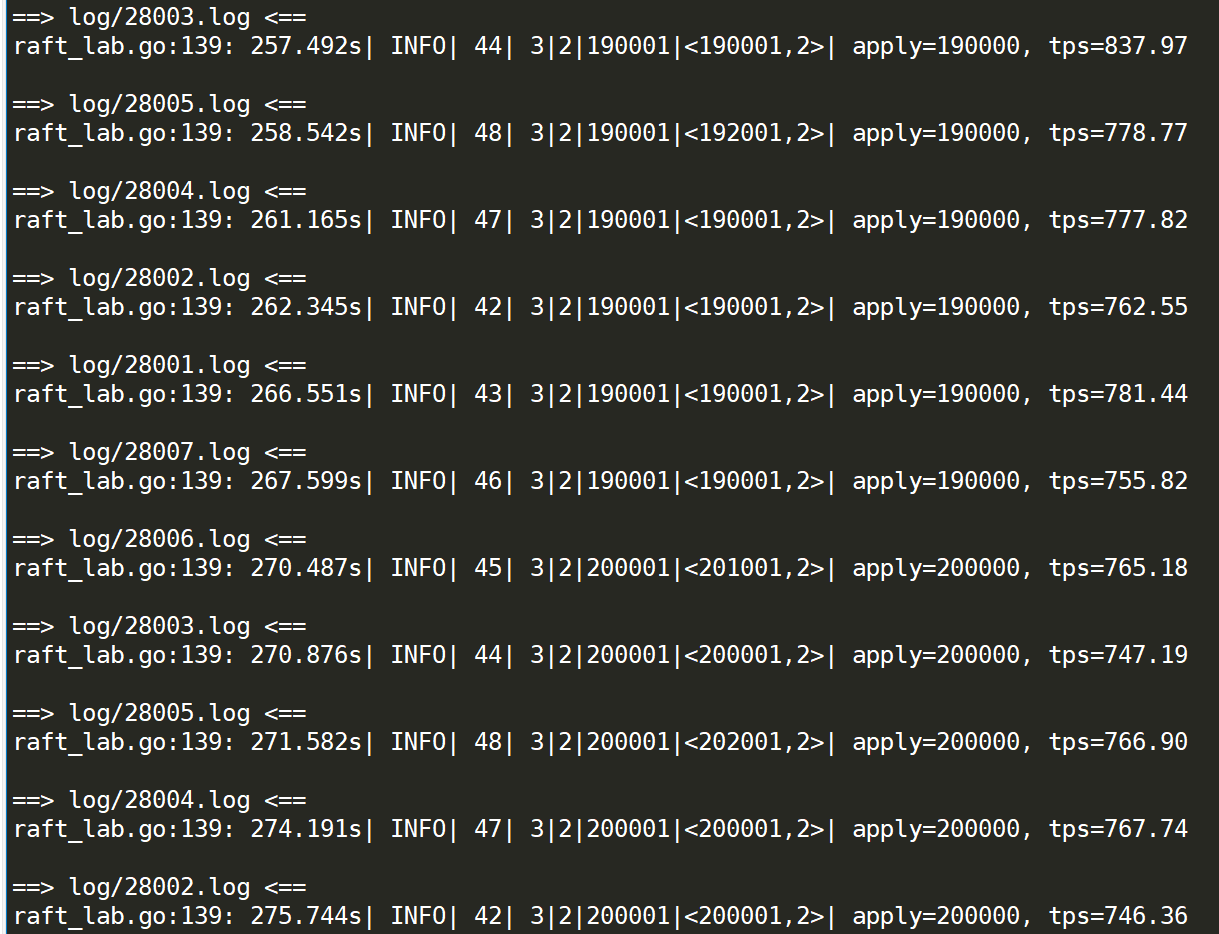 ==> log/28003.log <==
raft_lab.go:139: 257.492s| INFO| 44| 3|2|190001|<190001,2>| apply=190000, tps=837.97
==> log/28005.log <==
raft_lab.go:139: 258.542s| INFO| 48| 3|2|190001|<192001,2>| apply=190000, tps=778.77
==> log/28004.log <==
raft_lab.go:139: 261.165s| INFO| 47| 3|2|190001|<190001,2>| apply=190000, tps=777.82
==> log/28002.log <==
raft_lab.go:139: 262.345s| INFO| 42| 3|2|190001|<190001,2>| apply=190000, tps=762.55
==> log/28001.log <==
raft_lab.go:139: 266.551s| INFO| 43| 3|2|190001|<190001,2>| apply=190000, tps=781.44
==> log/28007.log <==
raft_lab.go:139: 267.599s| INFO| 46| 3|2|190001|<190001,2>| apply=190000, tps=755.82
==> log/28006.log <==
raft_lab.go:139: 270.487s| INFO| 45| 3|2|200001|<201001,2>| apply=200000, tps=765.18
==> log/28003.log <==
raft_lab.go:139: 270.876s| INFO| 44| 3|2|200001|<200001,2>| apply=200000, tps=747.19
==> log/28005.log <==
raft_lab.go:139: 271.582s| INFO| 48| 3|2|200001|<202001,2>| apply=200000, tps=766.90
==> log/28004.log <==
raft_lab.go:139: 274.191s| INFO| 47| 3|2|200001|<200001,2>| apply=200000, tps=767.74
==> log/28002.log <==
raft_lab.go:139: 275.744s| INFO| 42| 3|2|200001|<200001,2>| apply=200000, tps=746.36